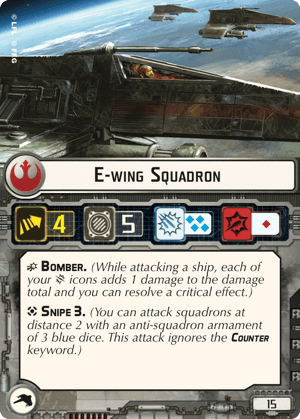 E-WING SQUADRON
4 5
BOMBER. (While attacking a ship, each of
your icons adds 1 damage to the damage
total and you can resolve a critical effect.)
SNIPE 3. (You can attack squadrons at
distance 2 with an anti-squadron armament
of 3 blue dice. This attack ignores the COUNTER
keyword.)
15